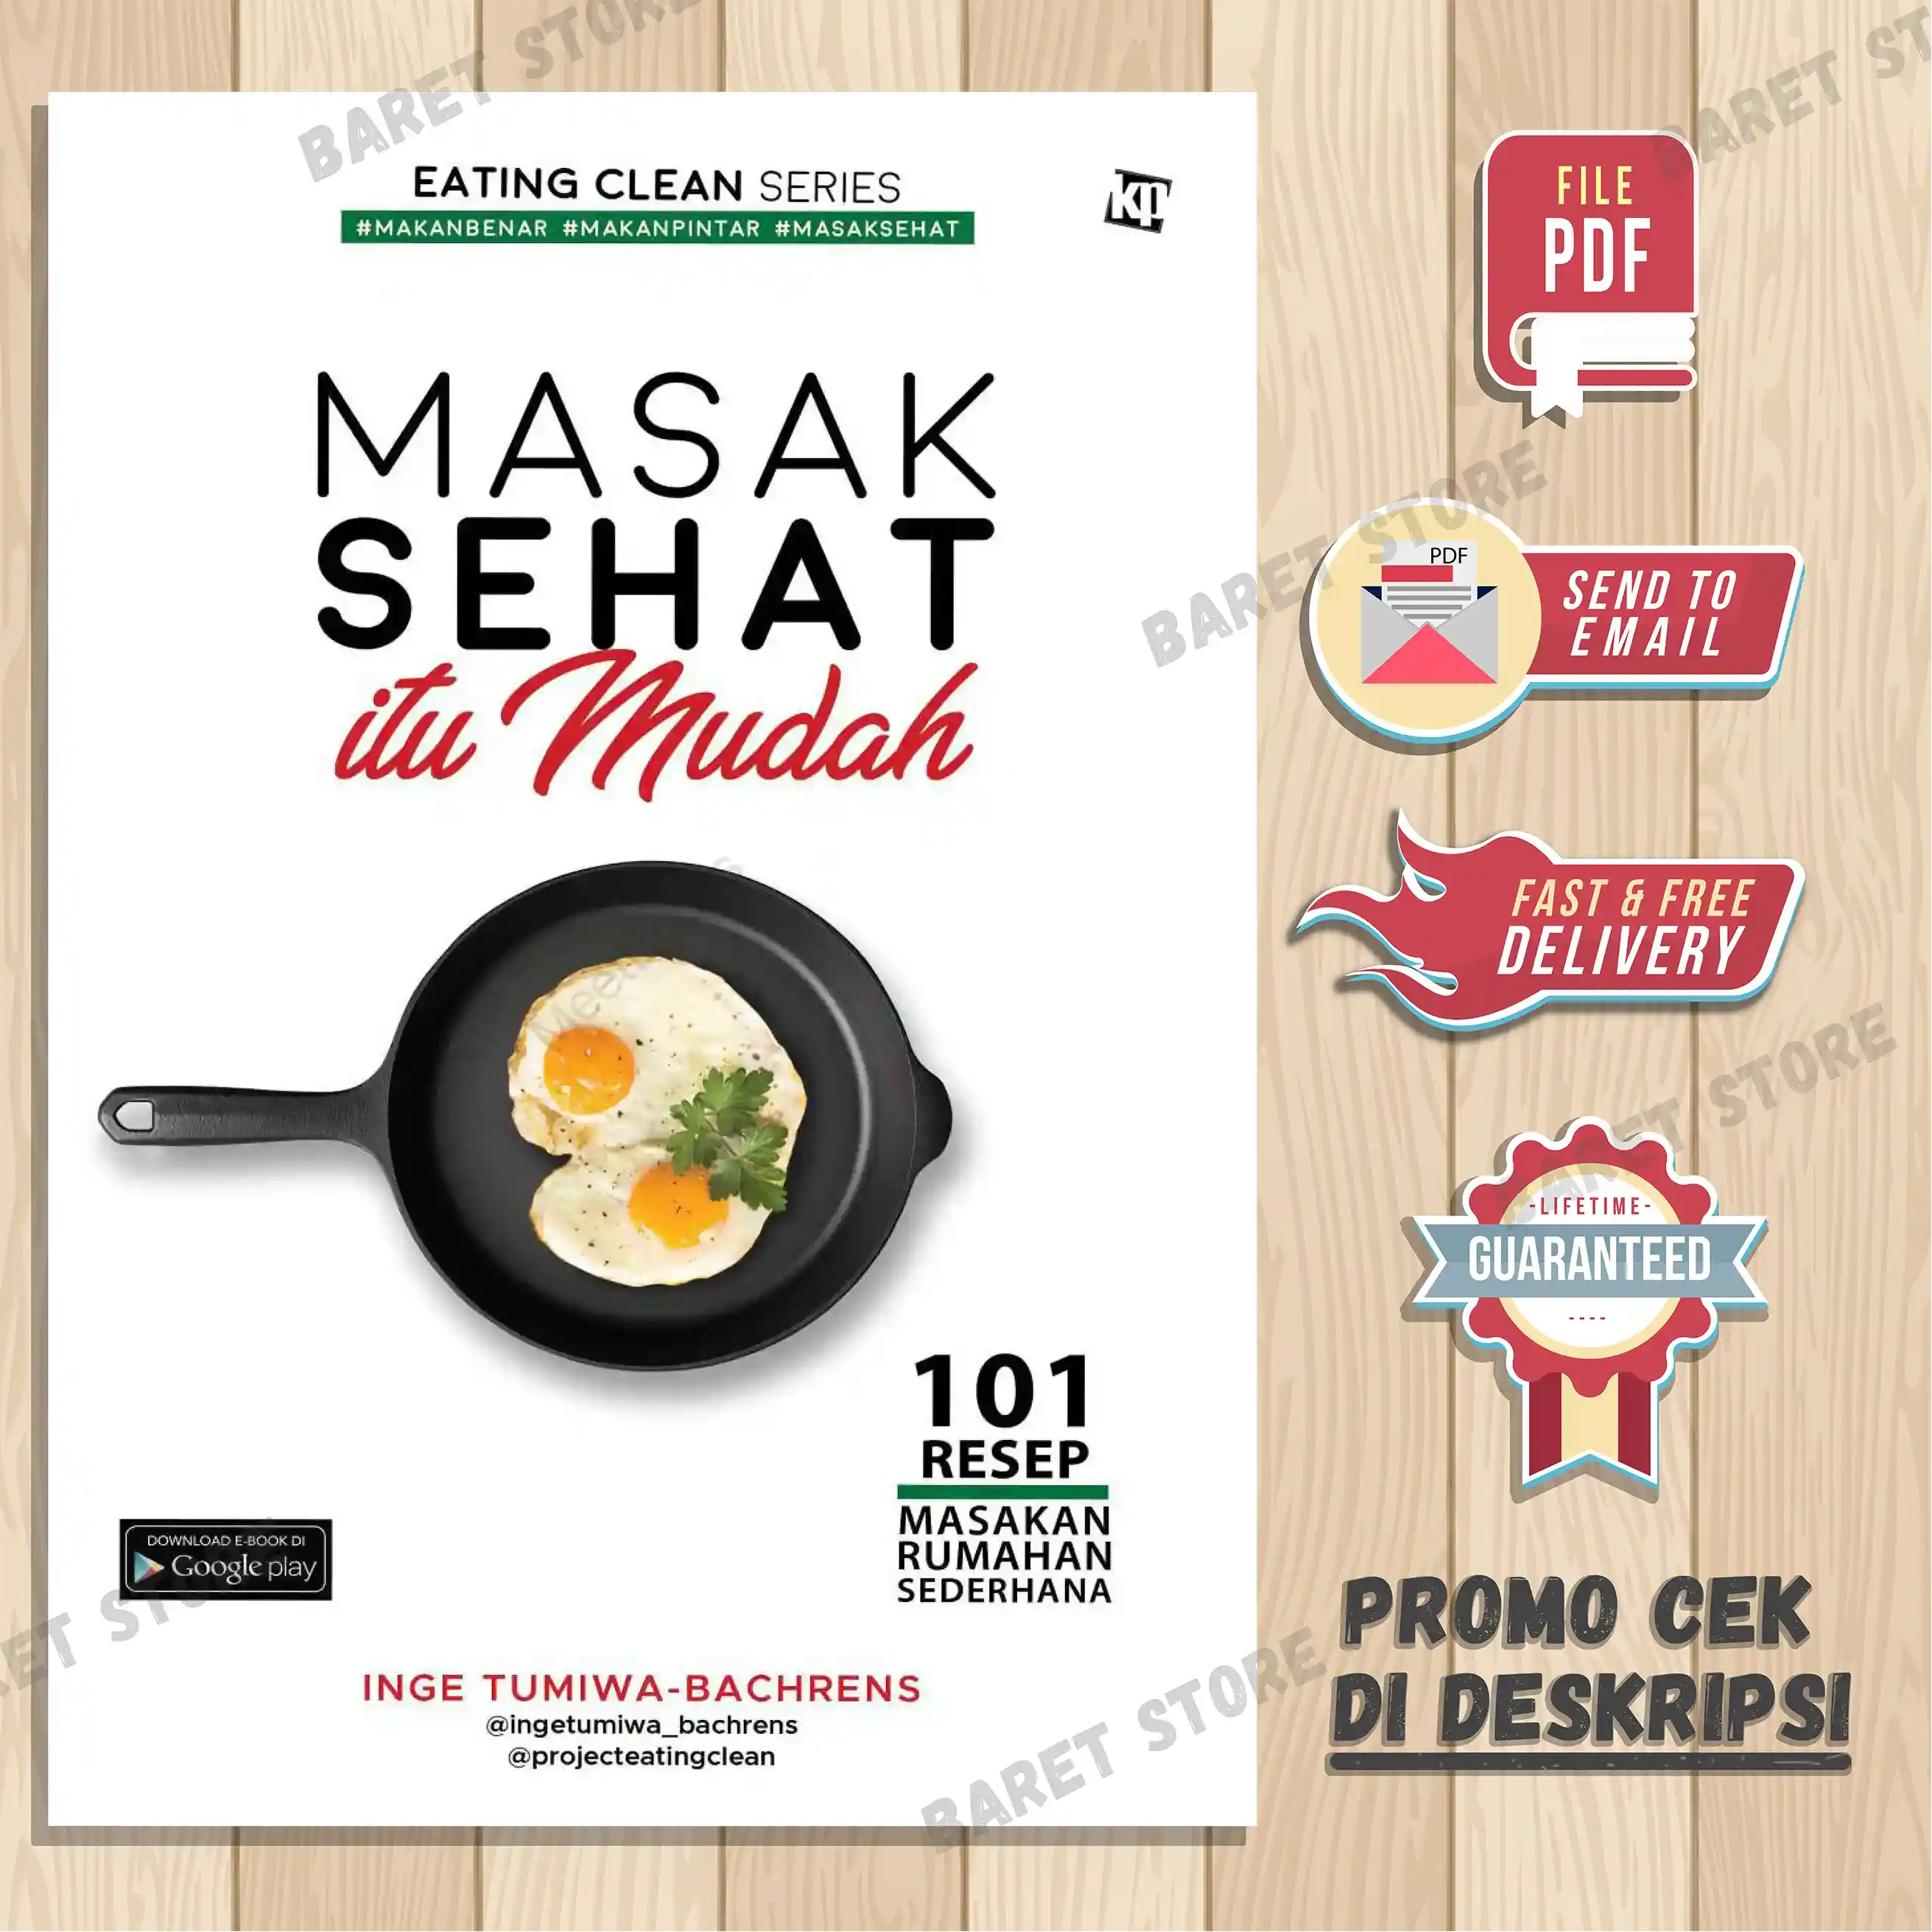 EATING CLEAN SERIES
#MAKANBENAR #MAKANPINTAR #MASAKSEHAT
kp
MASAK
SEHAT
itu Mudah
101
RESEP
MASAKAN
RUMAHAN
SEDERHANA
DOWNLOAD E-BOOK DI
Google play
INGE TUMIWA-BACHRENS
@ingetumiwa_bachrens
@projecteatingclean
FILE
PDF
PDF
SEND TO
EMAIL
FAST & FREE
DELIVERY
-LIFETIME-
GUARANTEED
----
PROMO CEK
DI DESKRIPSI
BARET STORE
BARET STORE
BARET STORE
BARET STORE
BARET STORE